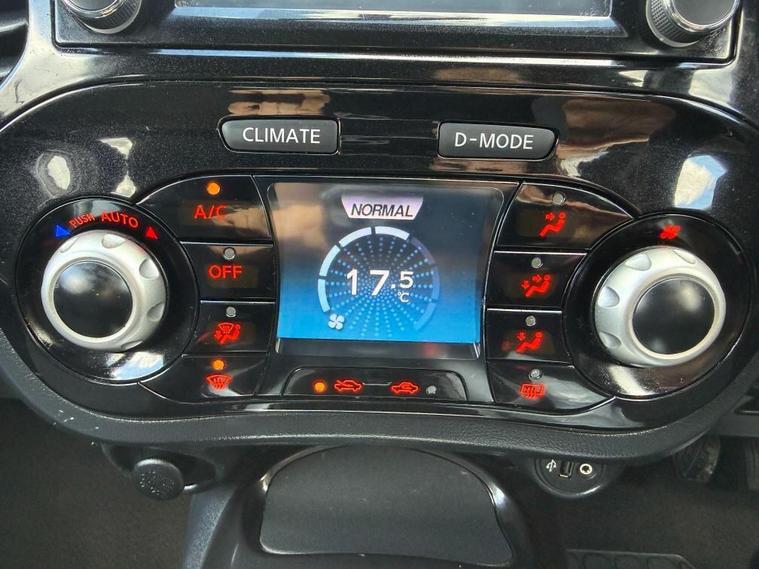 CLIMATE
D-MODE
NORMAL
PUSH AUTO
A/C
OFF
17.5
°C